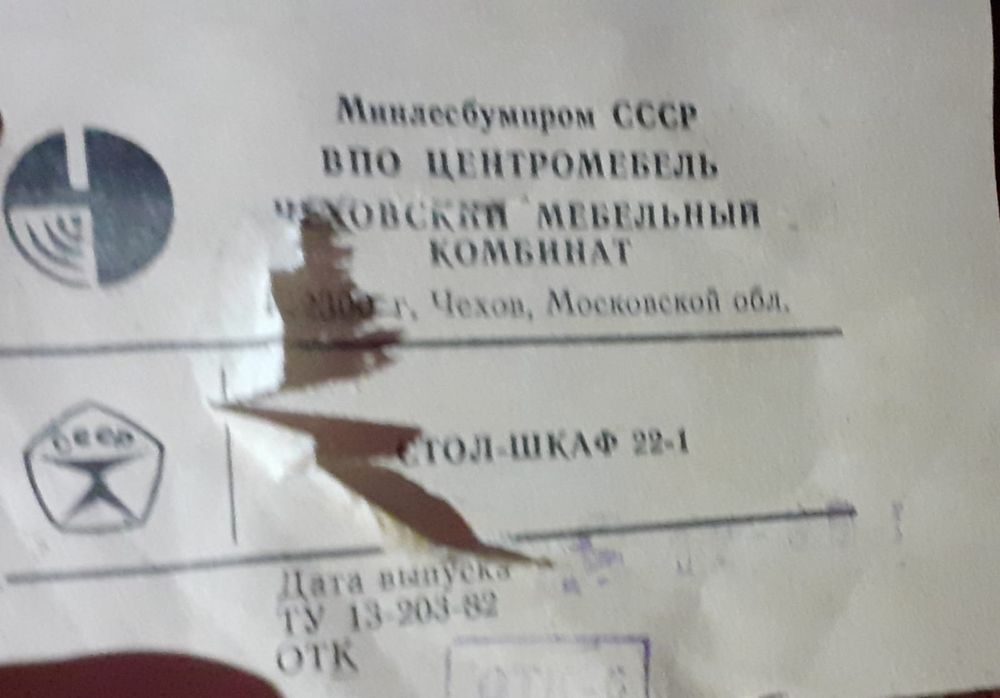 Минлесбумпром СССР
ВПО ЦЕНТРОМЕБЕЛЬ
ЧЕХОВСКИЙ МЕБЕЛЬНЫЙ
КОМБИНАТ
г. Чехов, Московской обл.
СССР
СТОЛ-ШКАФ 22-1
Дата выпуска
ТУ 13-203-82
ОТК